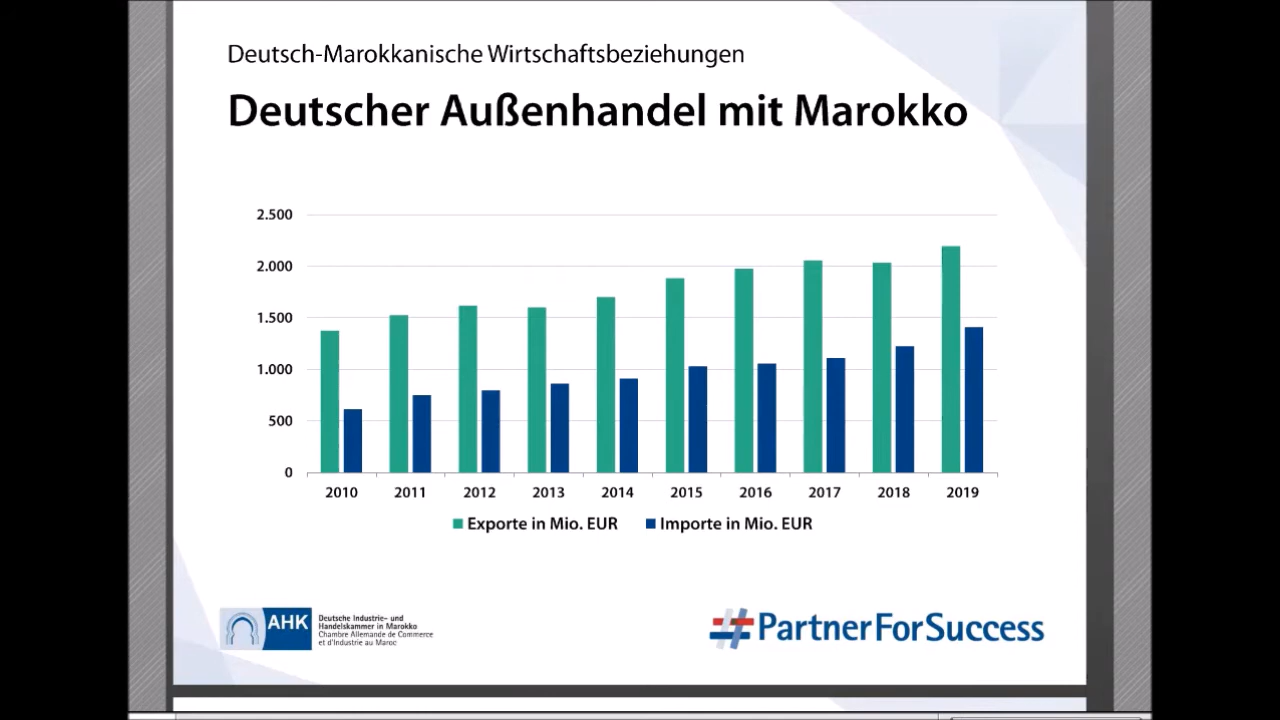 Deutsch-Marokkanische Wirtschaftsbeziehungen
Deutscher Außenhandel mit Marokko
2.500
2.000
1.500
1.000
500
0
2010 2011 2012 2013 2014 2015 2016 2017 2018 2019
Exporte in Mio. EUR Importe in Mio. EUR
AHK
Deutsche Industrie- und
Handelskammer in Marokko
Chambre Allemande de Commerce
et d'Industrie au Maroc
#PartnerForSuccess